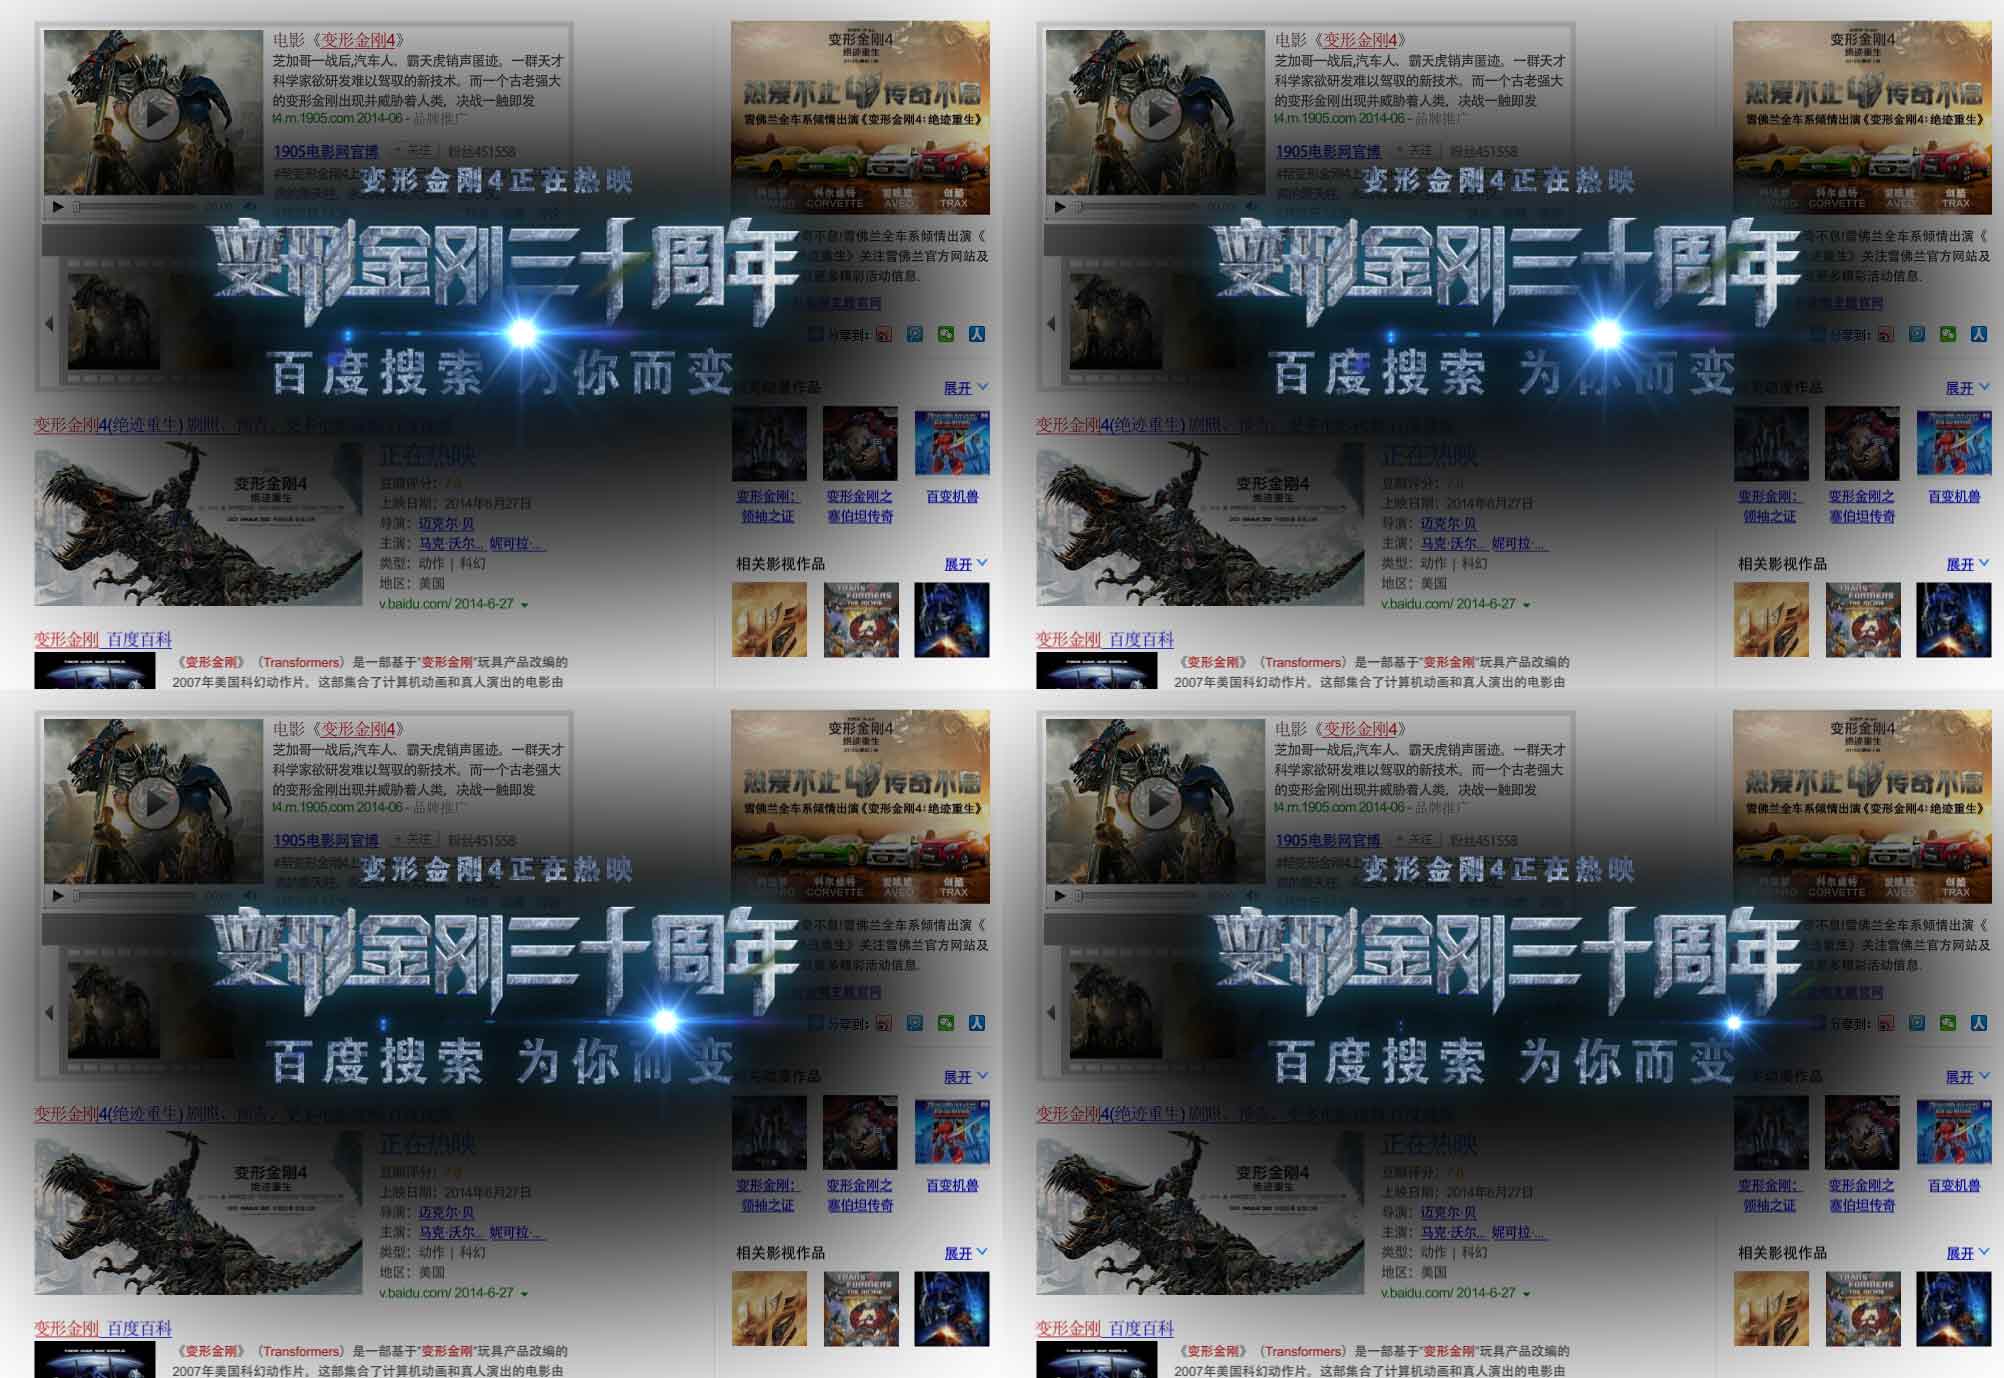 电影《变形金刚4》
芝加哥一战后,汽车人、霸天虎销声匿迹。一群天才
科学家欲研发难以驾驭的新技术。而一个古老强大
的变形金刚出现并威胁着人类，决战一触即发
t4.m.1905.com 2014-06 - 品牌推广
1905电影网官博 + 关注 粉丝451558
变形金刚4正在热映
变形金刚三十周年
百度搜索 为你而变
变形金刚4(绝迹重生)
变形金刚4
绝迹重生
正在热映
豆瓣评分：
上映日期：2014年6月27日
导演：迈克尔·贝
主演：马克·沃尔... 妮可拉·...
类型：动作 | 科幻
地区：美国
v.baidu.com/ 2014-6-27
变形金刚_百度百科
《变形金刚》（Transformers）是一部基于“变形金刚”玩具产品改编的
2007年美国科幻动作片。这部集合了计算机动画和真人演出的电影由
变形金刚4
绝迹重生
热爱不止 传奇不息
雪佛兰全车系倾情出演《变形金刚4：绝迹重生》
科尔维特 爱唯欧 创酷
CORVETTE AVEO TRAX
奇不息!雪佛兰全车系倾情出演《
重生》关注雪佛兰官方网站及
更多精彩活动信息.
主题官网
分享到：
作品 展开
变形金刚： 变形金刚之 百变机兽
领袖之证 塞伯坦传奇
相关影视作品 展开
电影《变形金刚4》
芝加哥一战后,汽车人、霸天虎销声匿迹。一群天才
科学家欲研发难以驾驭的新技术。而一个古老强大
的变形金刚出现并威胁着人类，决战一触即发
t4.m.1905.com 2014-06 - 品牌推广
1905电影网官博 + 关注 粉丝451558
变形金刚4正在热映
变形金刚三十周年
百度搜索 为你而变
变形金刚4(绝迹重生)
变形金刚4
绝迹重生
正在热映
豆瓣评分：
上映日期：2014年6月27日
导演：迈克尔·贝
主演：马克·沃尔... 妮可拉·...
类型：动作 | 科幻
地区：美国
v.baidu.com/ 2014-6-27
变形金刚_百度百科
《变形金刚》（Transformers）是一部基于“变形金刚”玩具产品改编的
2007年美国科幻动作片。这部集合了计算机动画和真人演出的电影由
变形金刚4
绝迹重生
热爱不止 传奇不息
雪佛兰全车系倾情出演《变形金刚4：绝迹重生》
科尔维特 爱唯欧 创酷
CORVETTE AVEO TRAX
奇不息!雪佛兰全车系倾情出演《
重生》关注雪佛兰官方网站及
更多精彩活动信息.
主题官网
分享到：
作品 展开
变形金刚： 变形金刚之 百变机兽
领袖之证 塞伯坦传奇
相关影视作品 展开
电影《变形金刚4》
芝加哥一战后,汽车人、霸天虎销声匿迹。一群天才
科学家欲研发难以驾驭的新技术。而一个古老强大
的变形金刚出现并威胁着人类，决战一触即发
t4.m.1905.com 2014-06 - 品牌推广
1905电影网官博 + 关注 粉丝451558
变形金刚4正在热映
变形金刚三十周年
百度搜索 为你而变
变形金刚4(绝迹重生)
变形金刚4
绝迹重生
正在热映
豆瓣评分：
上映日期：2014年6月27日
导演：迈克尔·贝
主演：马克·沃尔... 妮可拉·...
类型：动作 | 科幻
地区：美国
v.baidu.com/ 2014-6-27
变形金刚_百度百科
《变形金刚》（Transformers）是一部基于“变形金刚”玩具产品改编的
2007年美国科幻动作片。这部集合了计算机动画和真人演出的电影由
变形金刚4
绝迹重生
热爱不止 传奇不息
雪佛兰全车系倾情出演《变形金刚4：绝迹重生》
科尔维特 爱唯欧 创酷
CORVETTE AVEO TRAX
奇不息!雪佛兰全车系倾情出演《
重生》关注雪佛兰官方网站及
更多精彩活动信息.
主题官网
分享到：
作品 展开
变形金刚： 变形金刚之 百变机兽
领袖之证 塞伯坦传奇
相关影视作品 展开
电影《变形金刚4》
芝加哥一战后,汽车人、霸天虎销声匿迹。一群天才
科学家欲研发难以驾驭的新技术。而一个古老强大
的变形金刚出现并威胁着人类，决战一触即发
t4.m.1905.com 2014-06 - 品牌推广
1905电影网官博 + 关注 粉丝451558
变形金刚4正在热映
变形金刚三十周年
百度搜索 为你而变
变形金刚4(绝迹重生)
变形金刚4
绝迹重生
正在热映
豆瓣评分：
上映日期：2014年6月27日
导演：迈克尔·贝
主演：马克·沃尔... 妮可拉·...
类型：动作 | 科幻
地区：美国
v.baidu.com/ 2014-6-27
变形金刚_百度百科
《变形金刚》（Transformers）是一部基于“变形金刚”玩具产品改编的
2007年美国科幻动作片。这部集合了计算机动画和真人演出的电影由
变形金刚4
绝迹重生
热爱不止 传奇不息
雪佛兰全车系倾情出演《变形金刚4：绝迹重生》
科尔维特 爱唯欧 创酷
CORVETTE AVEO TRAX
不息!雪佛兰全车系倾情出演《
重生》关注雪佛兰官方网站及
更多精彩活动信息.
主题官网
分享到：
作品 展开
变形金刚： 变形金刚之 百变机兽
领袖之证 塞伯坦传奇
相关影视作品 展开